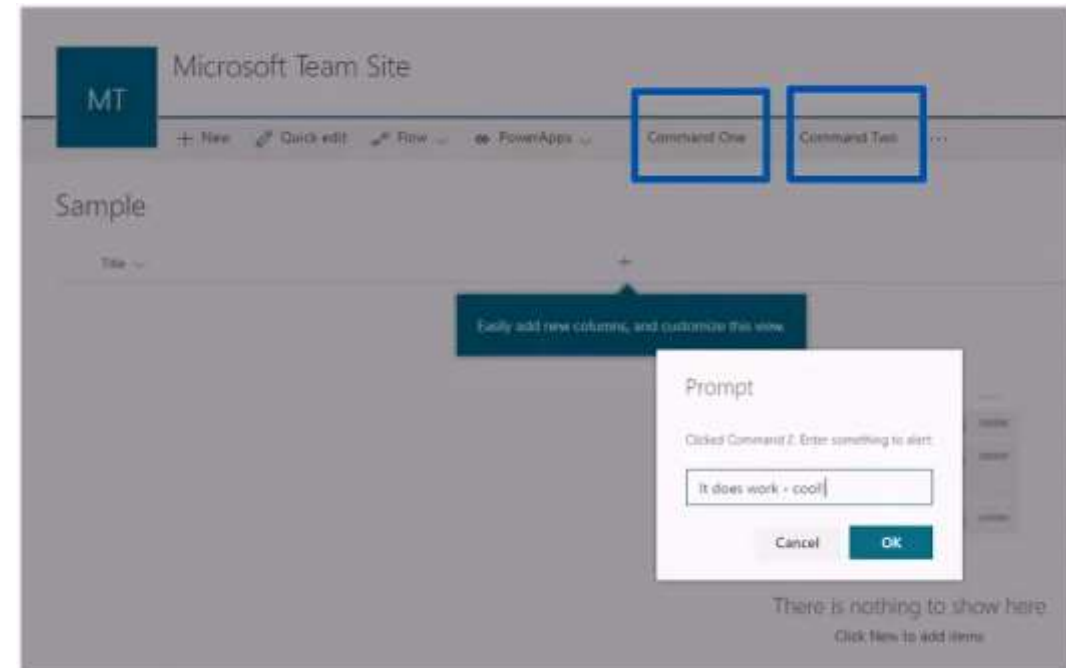 Microsoft Team Site
MT
+ New Quick edit Flow PowerApps Command One Command Two ...
Sample
Title
+
Easily add new columns, and customize this view.
Prompt
Clicked Command 2. Enter something to alert
It does work - cool!
Cancel OK
There is nothing to show here
Click New to add items